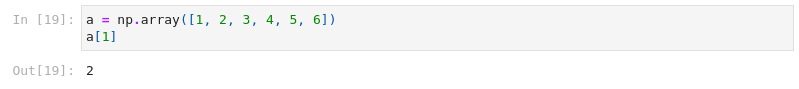 In [19]: a = np.array([1, 2, 3, 4, 5, 6])
a[1]
Out[19]: 2